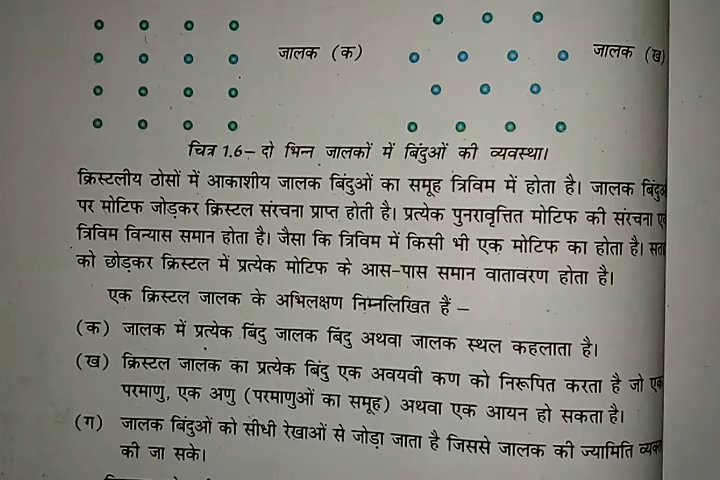 जालक (क)
जालक (ख)
चित्र 1.6– दो भिन्न जालकों में बिंदुओं की व्यवस्था।
क्रिस्टलीय ठोसों में आकाशीय जालक बिंदुओं का समूह त्रिविम में होता है। जालक
पर मोटिफ जोड़कर क्रिस्टल संरचना प्राप्त होती है। प्रत्येक पुनरावृत्तित मोटिफ की संरचना
त्रिविम विन्यास समान होता है। जैसा कि त्रिविम में किसी भी एक मोटिफ का होता है।
को छोड़कर क्रिस्टल में प्रत्येक मोटिफ के आस-पास समान वातावरण होता है।
एक क्रिस्टल जालक के अभिलक्षण निम्नलिखित हैं –
(क) जालक में प्रत्येक बिंदु जालक बिंदु अथवा जालक स्थल कहलाता है।
(ख) क्रिस्टल जालक का प्रत्येक बिंदु एक अवयवी कण को निरूपित करता है जो एक
परमाणु, एक अणु (परमाणुओं का समूह) अथवा एक आयन हो सकता है।
(ग) जालक बिंदुओं को सीधी रेखाओं से जोड़ा जाता है जिससे जालक की ज्यामिति
की जा सके।